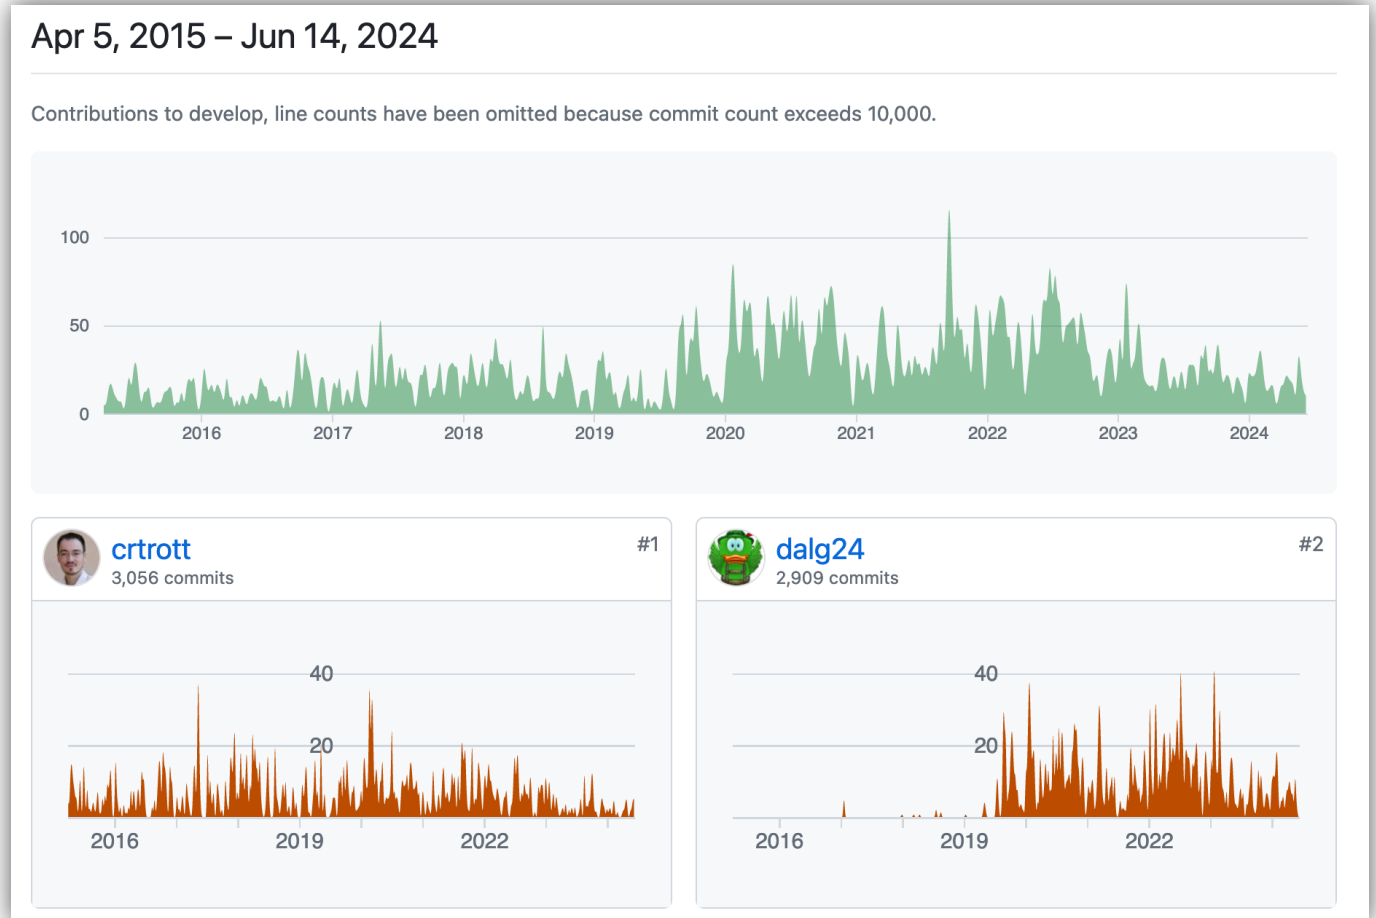 Apr 5, 2015 – Jun 14, 2024
Contributions to develop, line counts have been omitted because commit count exceeds 10,000.
100
50
0
2016 2017 2018 2019 2020 2021 2022 2023 2024
crtrott #1
3,056 commits
40
20
2016 2019 2022
dalg24 #2
2,909 commits
40
20
2016 2019 2022